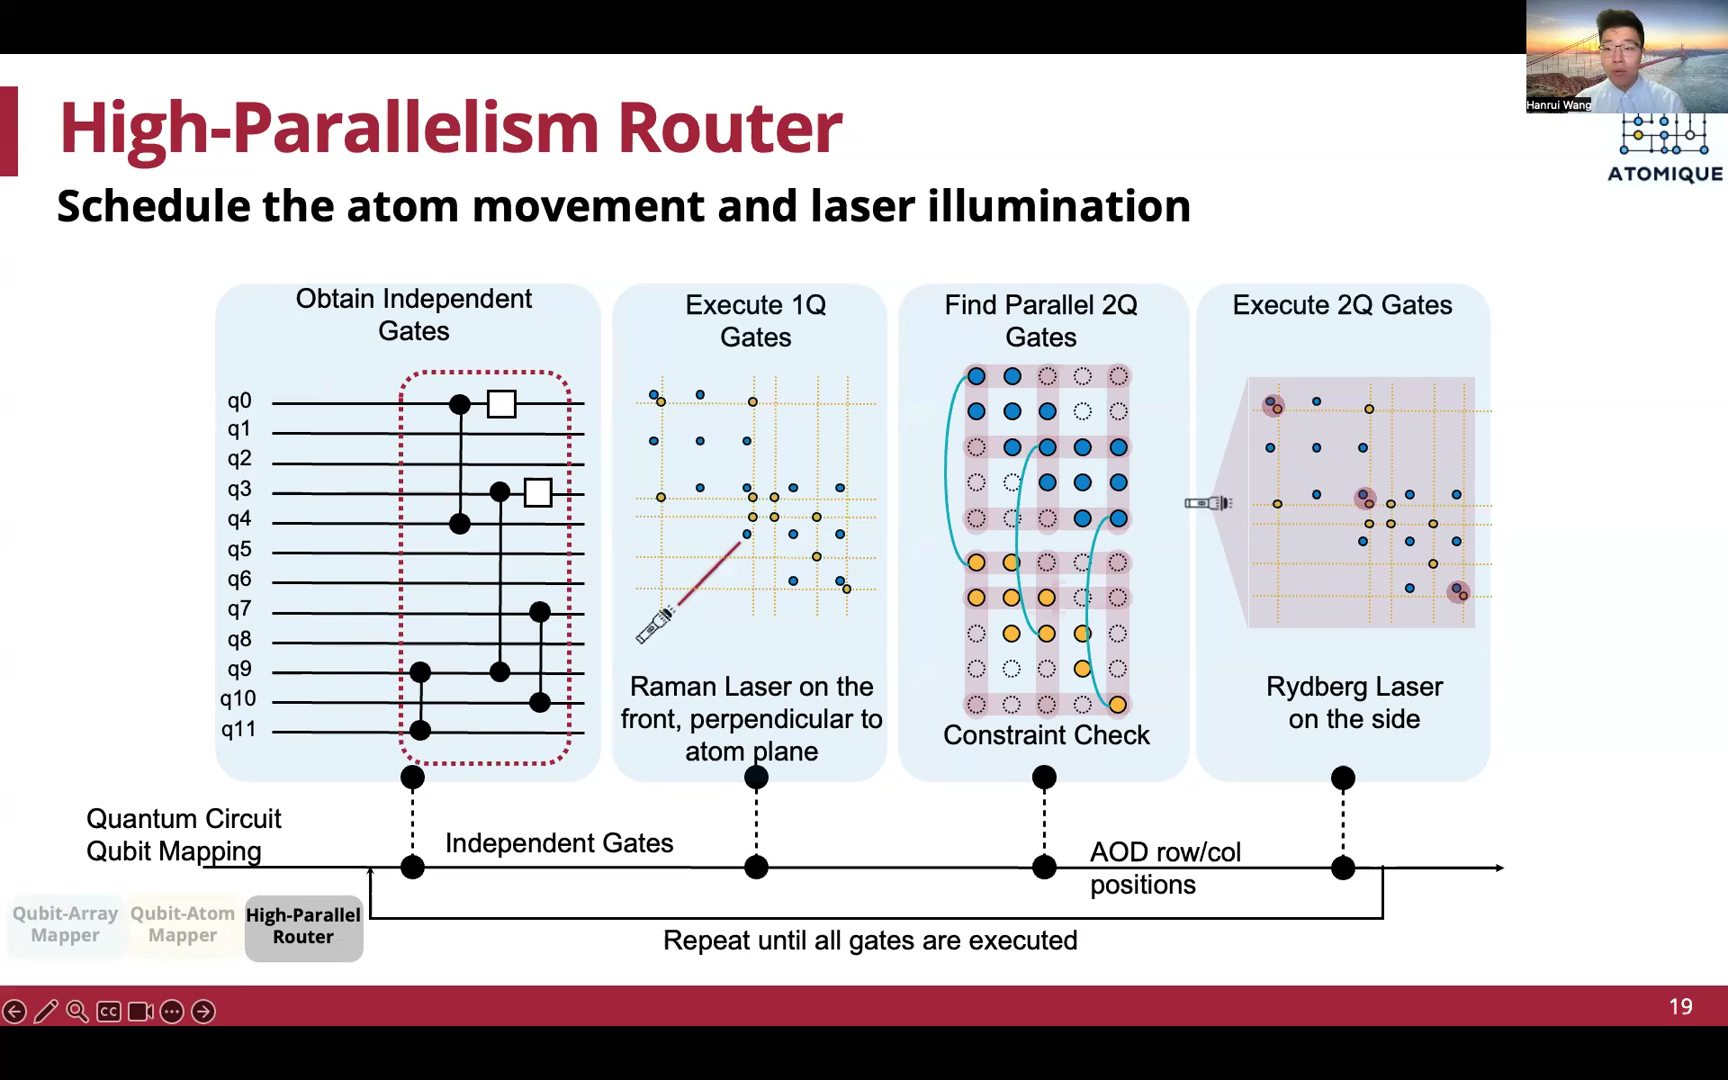 Hanrui Wang
High-Parallelism Router
ATOMIQUE
Schedule the atom movement and laser illumination
Obtain Independent
Gates
q0
q1
q2
q3
q4
q5
q6
q7
q8
q9
q10
q11
Execute 1Q
Gates
Raman Laser on the
front, perpendicular to
atom plane
Find Parallel 2Q
Gates
Constraint Check
Execute 2Q Gates
Rydberg Laser
on the side
Quantum Circuit
Qubit Mapping
Independent Gates
AOD row/col
positions
Repeat until all gates are executed
Qubit-Array
Mapper
Qubit-Atom
Mapper
High-Parallel
Router
CC
19